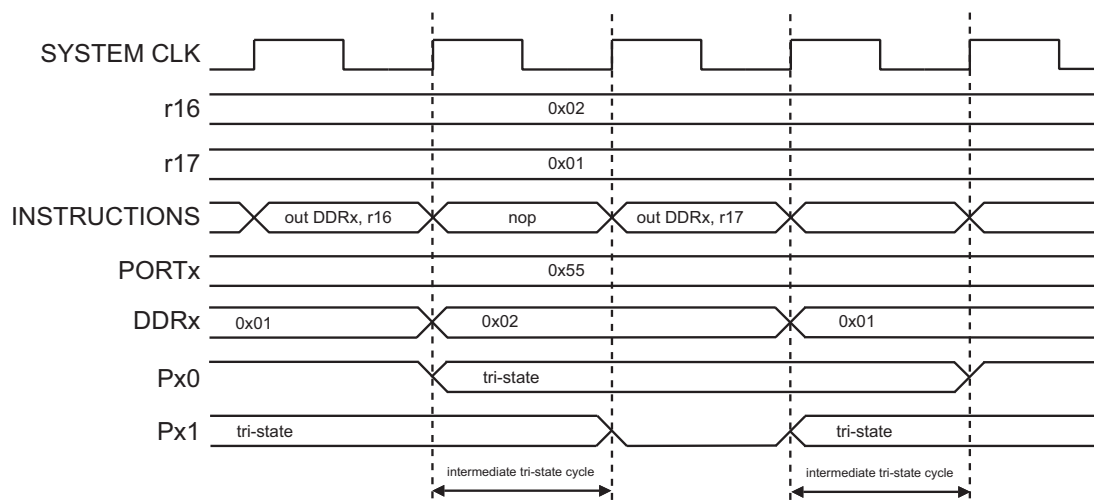 SYSTEM CLK
r16
0x02
r17
0x01
INSTRUCTIONS
out DDRx, r16
nop
out DDRx, r17
PORTx
0x55
DDRx
0x01
0x02
0x01
Px0
tri-state
Px1
tri-state
tri-state
intermediate tri-state cycle
intermediate tri-state cycle